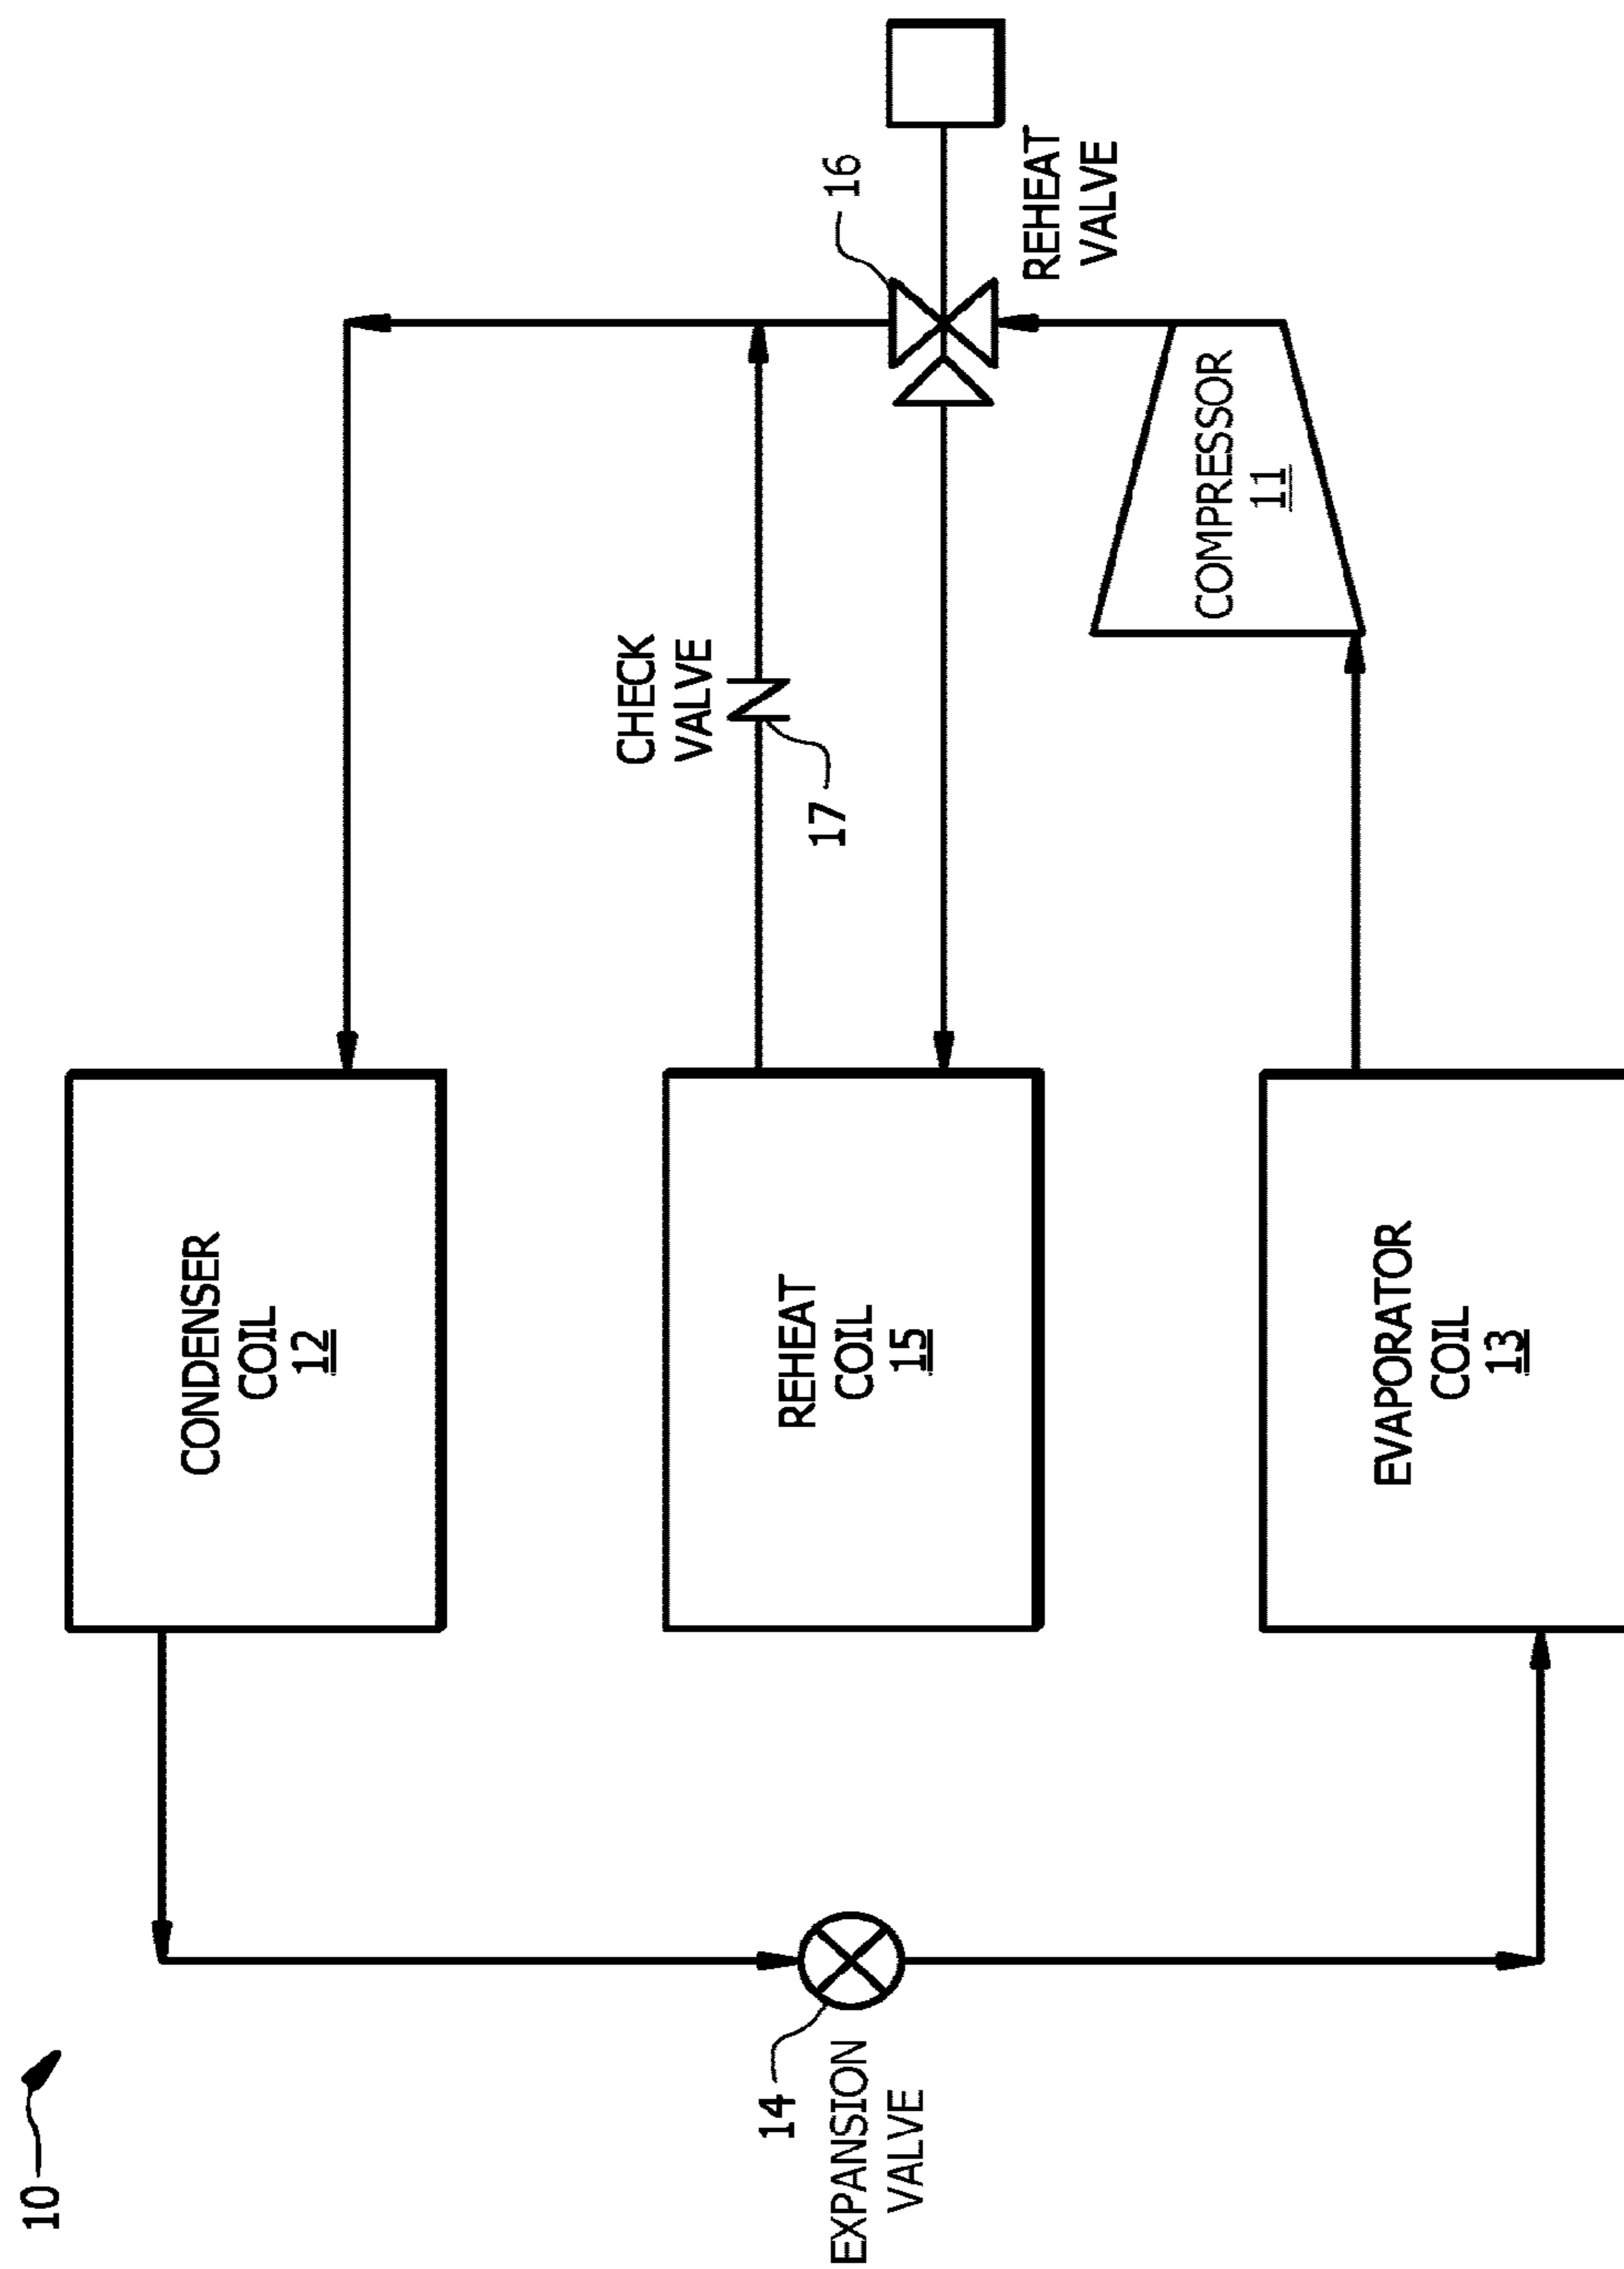 10
CONDENSER
COIL
12
CHECK
VALVE
17
16
REHEAT
VALVE
REHEAT
COIL
15
14
EXPANSION
VALVE
COMPRESSOR
11
EVAPORATOR
COIL
13